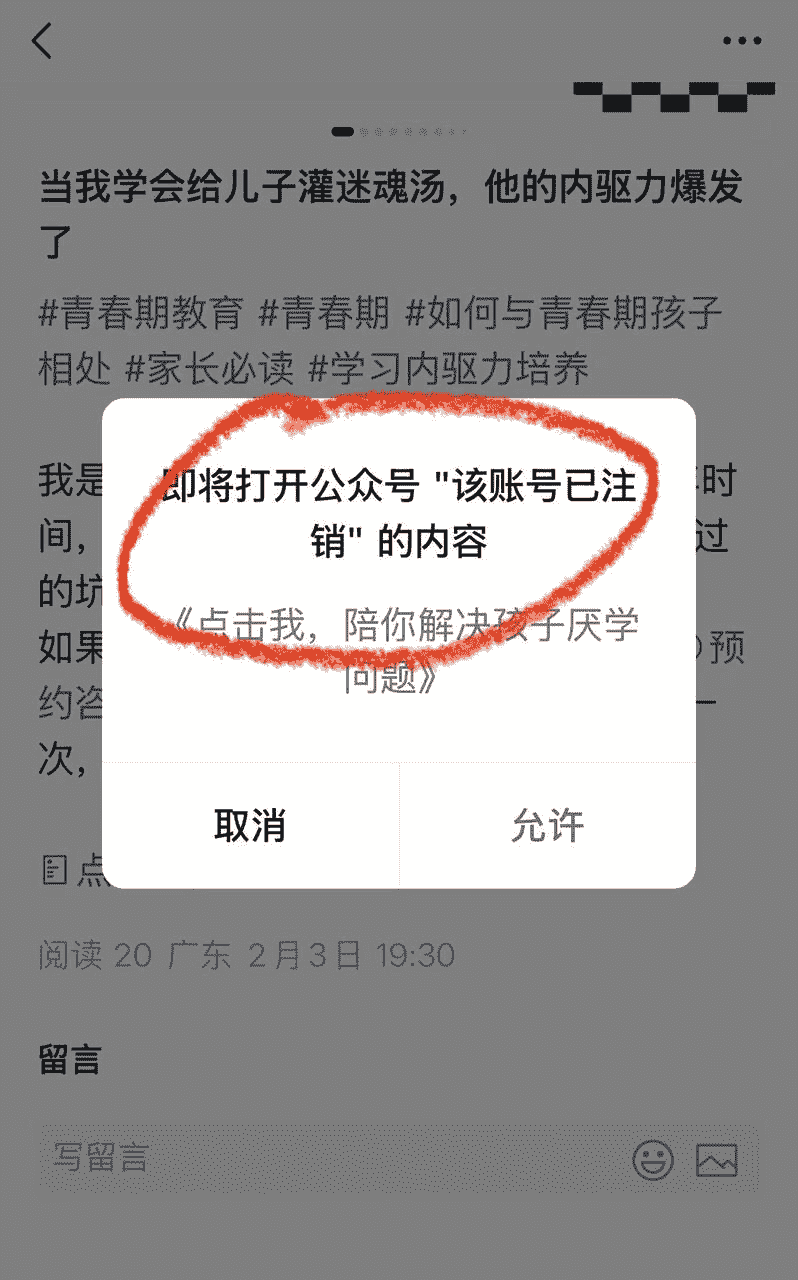 当我学会给儿子灌迷魂汤，他的内驱力爆发
了
#青春期教育 #青春期 #如何与青春期孩子
相处 #家长必读 #学习内驱力培养
我是
时
间，
过
的坑
如果
预
约咨
一
次，
即将打开公众号 "该账号已注
销" 的内容
《点击我，陪你解决孩子厌学
问题》
取消
允许
点
阅读 20 广东 2月3日 19:30
留言
写留言